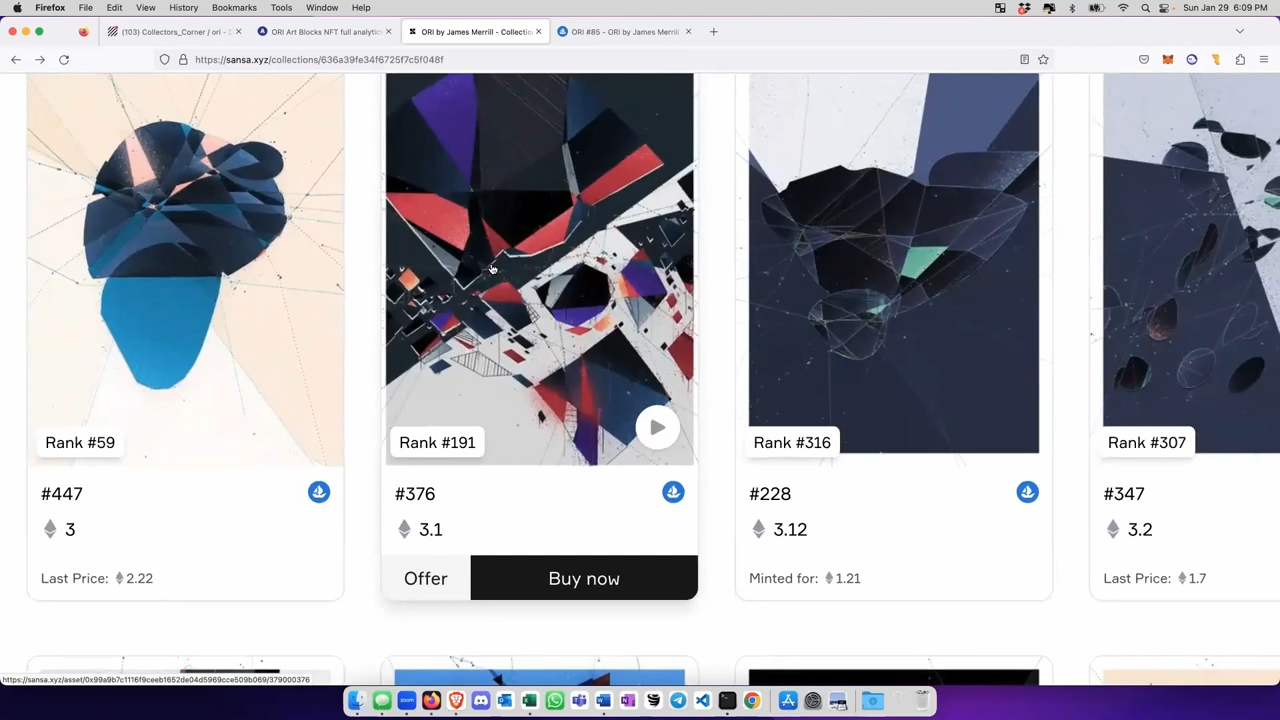 Firefox File Edit View History Bookmarks Tools Window Help Sun Jan 29 6:09 PM
(103) Collectors_Corner / ori - D
ORI Art Blocks NFT full analytic
ORI by James Merrill - Collectio
ORI #85 - ORI by James Merrill
https://sansa.xyz/collections/636a39fe34f6725f7c5f048f
Rank #59
Rank #191
Rank #316
Rank #307
#447
#376
#228
#347
3
3.1
3.12
3.2
Last Price: 2.22
Offer
Buy now
Minted for: 1.21
Last Price: 1.7
https://sansa.xyz/asset/0x99a9b7c1116f9ceeb1652de04d5969cce509b069/379000376